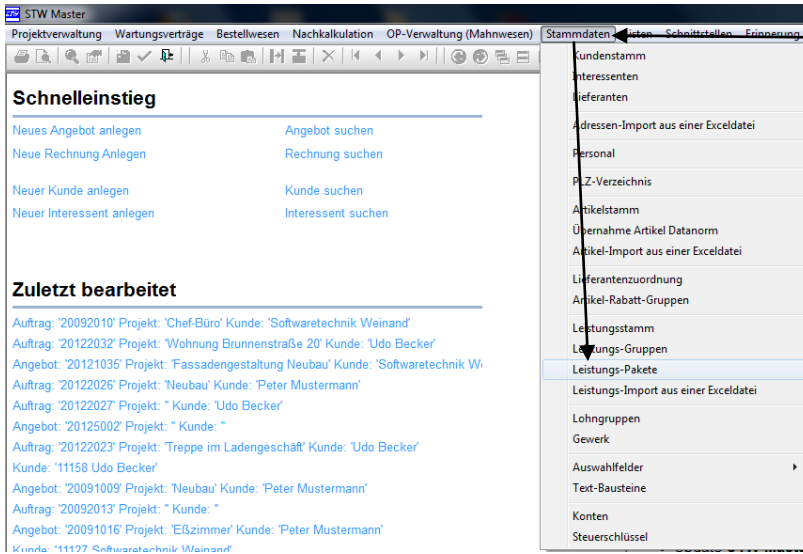 STW STW Master
Projektverwaltung Wartungsverträge Bestellwesen Nachkalkulation OP-Verwaltung (Mahnwesen) Stammdaten Listen Schnittstellen Erinnerung
Schnelleinstieg
Neues Angebot anlegen Angebot suchen
Neue Rechnung Anlegen Rechnung suchen
Neuer Kunde anlegen Kunde suchen
Neuer Interessent anlegen Interessent suchen
Zuletzt bearbeitet
Auftrag: '20092010' Projekt: 'Chef-Büro' Kunde: 'Softwaretechnik Weinand'
Auftrag: '20122032' Projekt: 'Wohnung Brunnenstraße 20' Kunde: 'Udo Becker'
Angebot: '20121035' Projekt: 'Fassadengestaltung Neubau' Kunde: 'Softwaretechnik We
Auftrag: '20122026' Projekt: 'Neubau' Kunde: 'Peter Mustermann'
Auftrag: '20122027' Projekt: '' Kunde: 'Udo Becker'
Angebot: '20125002' Projekt: '' Kunde: ''
Auftrag: '20122023' Projekt: 'Treppe im Ladengeschäft' Kunde: 'Udo Becker'
Kunde: '11158 Udo Becker'
Angebot: '20091009' Projekt: 'Neubau' Kunde: 'Peter Mustermann'
Auftrag: '20092013' Projekt: '' Kunde: ''
Angebot: '20091016' Projekt: 'Eßzimmer' Kunde: 'Peter Mustermann'
Kunde: '11127 Softwaretechnik Weinand'
Kundenstamm
Interessenten
Lieferanten
Adressen-Import aus einer Exceldatei
Personal
PLZ-Verzeichnis
Artikelstamm
Übernahme Artikel Datanorm
Artikel-Import aus einer Exceldatei
Lieferantenzuordnung
Artikel-Rabatt-Gruppen
Leistungsstamm
Leistungs-Gruppen
Leistungs-Pakete
Leistungs-Import aus einer Exceldatei
Lohngruppen
Gewerk
Auswahlfelder
Text-Bausteine
Konten
Steuerschlüssel